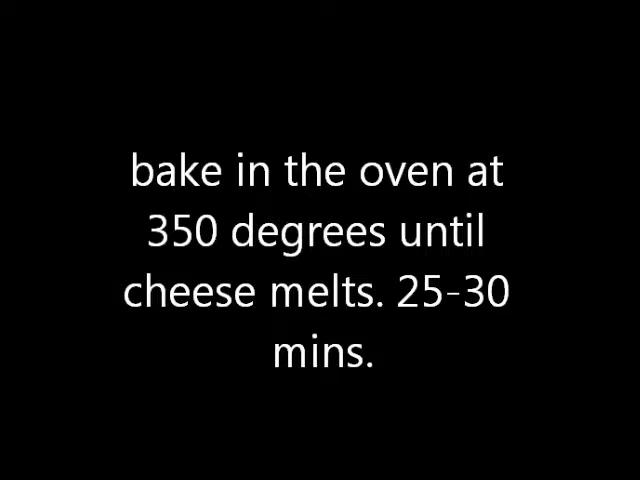 bake in the oven at
350 degrees until
cheese melts. 25-30
mins.